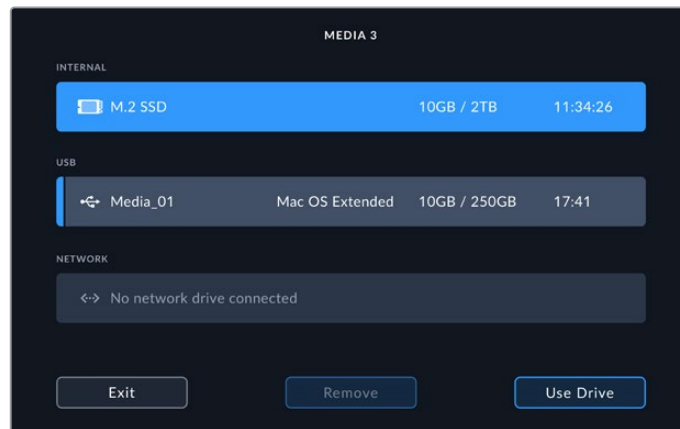 MEDIA 3
INTERNAL
M.2 SSD 10GB / 2TB 11:34:26
USB
Media_01 Mac OS Extended 10GB / 250GB 17:41
NETWORK
No network drive connected
Exit Remove Use Drive